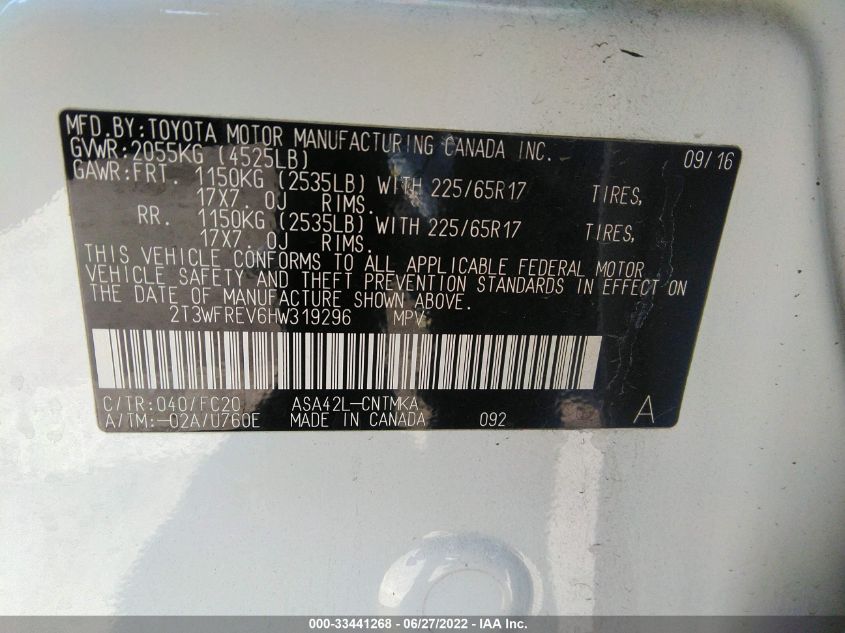 MFD.BY:TOYOTA MOTOR MANUFACTURING CANADA INC. 09/16
GVWR:2055KG (4525LB)
GAWR:FRT. 1150KG (2535LB) WITH 225/65R17 TIRES,
17X7.0J RIMS.
RR. 1150KG (2535LB) WITH 225/65R17 TIRES,
17X7.0J RIMS.
THIS VEHICLE CONFORMS TO ALL APPLICABLE FEDERAL MOTOR
VEHICLE SAFETY AND THEFT PREVENTION STANDARDS IN EFFECT ON
THE DATE OF MANUFACTURE SHOWN ABOVE.
2T3WFREV6HW319296 MPV
C/TR:040/FC20 ASA42L-CNTMKA
A/TM:-02A/U760E MADE IN CANADA 092 A
000-33441268 - 06/27/2022 - IAA Inc.